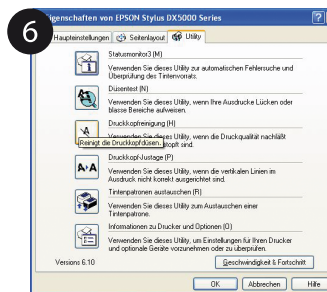 6
Eigenschaften von EPSON Stylus DX5000 Series
Haupteinstellungen Seitenlayout Utility
Statusmonitor3 (M)
Verwenden Sie dieses Utility zur automatischen Fehlersuche und
Überprüfung des Tintenvorrats.
Düsentest (N)
Verwenden Sie dieses Utility, wenn Ihre Ausdrucke Lücken oder
blasse Bereiche aufweisen.
Druckkopfreinigung (H)
Verwenden Sie dieses Utility, wenn die Druckqualität nachläßt
Reinigt die Druckkopfdüsen. stopft sind.
Druckkopf-Justage (P)
Verwenden Sie dieses Utility, wenn die vertikalen Linien im
Ausdruck nicht korrekt ausgerichtet sind.
Tintenpatronen austauschen (R)
Verwenden Sie dieses Utility zum Austauschen einer
Tintenpatrone.
Informationen zu Drucker und Optionen (O)
Verwenden Sie dieses Utility, um Einstellungen für Ihren Drucker
und optionale Geräte vorzunehmen oder zu überprüfen.
Versions 6.10 Geschwindigkeit & Fortschritt
OK Abbrechen Hilfe